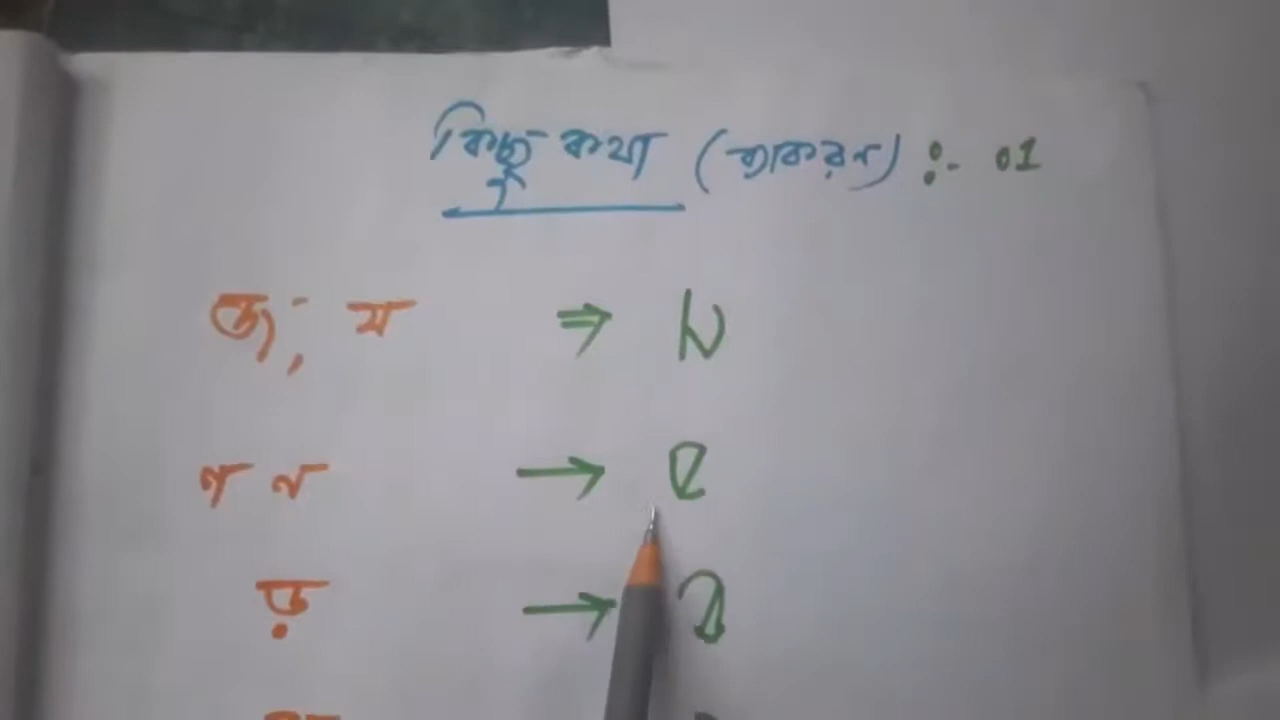 কিছু কথা (ব্যাকরণ) :- 01
জ, য ⇒ ᱡ
ণ ন → ᱱ
ড় → ᱲ